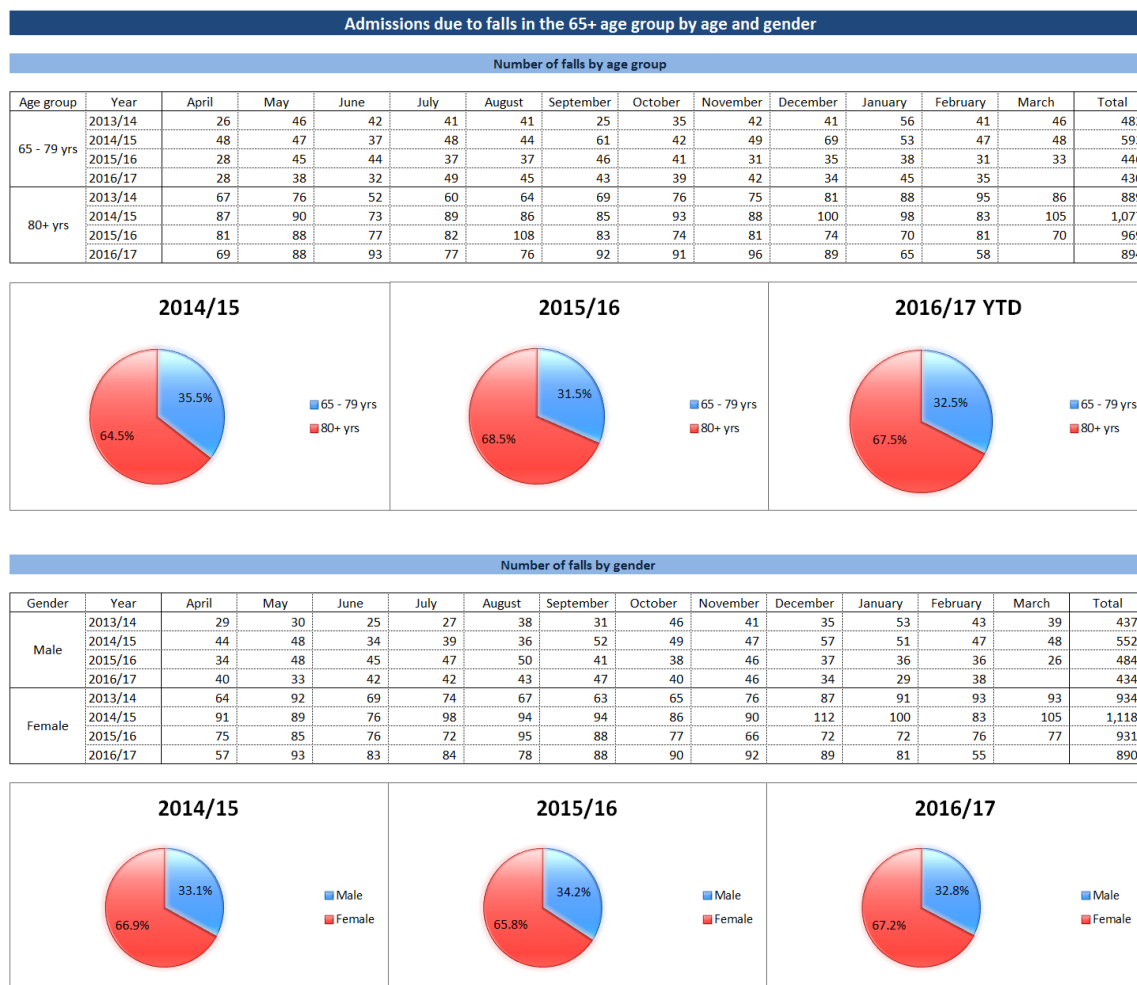 Admissions due to falls in the 65+ age group by age and gender
Number of falls by age group
Age group Year April May June July August September October November December January February March Total
65 - 79 yrs
2013/14 26 46 42 41 41 25 35 42 41 56 41 46 482
2014/15 48 47 37 48 44 61 42 49 69 53 47 48 593
2015/16 28 45 44 37 37 46 41 31 35 38 31 33 446
2016/17 28 38 32 49 45 43 39 42 34 45 35 430
80+ yrs
2013/14 67 76 52 60 64 69 76 75 81 88 95 86 889
2014/15 87 90 73 89 86 85 93 88 100 98 83 105 1,077
2015/16 81 88 77 82 108 83 74 81 74 70 81 70 969
2016/17 69 88 93 77 76 92 91 96 89 65 58 894
2014/15
35.5%
64.5%
65 - 79 yrs
80+ yrs
2015/16
31.5%
68.5%
65 - 79 yrs
80+ yrs
2016/17 YTD
32.5%
67.5%
65 - 79 yrs
80+ yrs
Number of falls by gender
Gender Year April May June July August September October November December January February March Total
Male
2013/14 29 30 25 27 38 31 46 41 35 53 43 39 437
2014/15 44 48 34 39 36 52 49 47 57 51 47 48 552
2015/16 34 48 45 47 50 41 38 46 37 36 36 26 484
2016/17 40 33 42 42 43 47 40 46 34 29 38 434
Female
2013/14 64 92 69 74 67 63 65 76 87 91 93 93 934
2014/15 91 89 76 98 94 94 86 90 112 100 83 105 1,118
2015/16 75 85 76 72 95 88 77 66 72 72 76 77 931
2016/17 57 93 83 84 78 88 90 92 89 81 55 890
2014/15
33.1%
66.9%
Male
Female
2015/16
34.2%
65.8%
Male
Female
2016/17
32.8%
67.2%
Male
Female